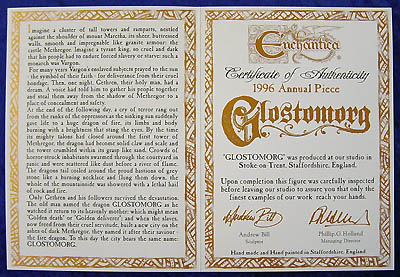 Imagine a cluster of tall towers and ramparts, nestled
against the shoulder of mount Martha, its sheer, buttressed
walls, smooth and impregnable like granite armour: the
castle Methregor. Imagine a tyrant king, so cruel and dark
that his people had to endure forced slavery or starve: such a
monarch was Vargon.
For many years Vargon's enslaved subjects prayed to the sun
- the symbol of their faith - for deliverance from their cruel
bondage. Then, one night, Gethren, their holy man, had a
dream. A voice had told him to gather his people together
and steal them away from the shadow of Methregor to a
place of concealment and safety.
At the end of the following day, a cry of terror rang out
from the ranks of the oppressors as the sinking sun suddenly
gave life to a huge dragon of fire, its limbs and body
burning with a brightness that stung the eyes. By the time
its mighty talons had closed around the first tower of
Methregor, the dragon had become solid claw and scale and
the tower crumbled within its grasp like sand. Crowds of
horror-struck inhabitants swarmed through the courtyard in
panic and were scattered like dust before a river of flame.
The dragons tail coiled around the proud bastions of grey
stone like a burning necklace and flung them down, the
whole of the mountainside was showered with a lethal hail
of rock and fire.
Only Gethren and his followers survived the devastation.
The dragon of fire they named GLOSTOMORG as she
watched it return to its heavenly mother; which might mean
'Golden death' or 'Golden delivery'; and when the slaves,
now freed from their cruel servitude, built a new city on the
ashes of dark Methregor, they named it after their saviour
- the dragon. To this day the city bears the same name:
GLOSTOMORG.
Enchantica
Certificate of Authenticity
1996 Annual Piece
Glostomorg
"GLOSTOMORG" was produced at our studio in
Stoke on Trent, Staffordshire, England.
Upon completion this figure was carefully inspected
before leaving our studio to assure you that only the
finest examples of our work reach your hands.
Andrew Bill
Andrew Bill Phillip. G. Holland
Sculptor Managing Director
Hand made and Hand painted in Staffordshire, England.